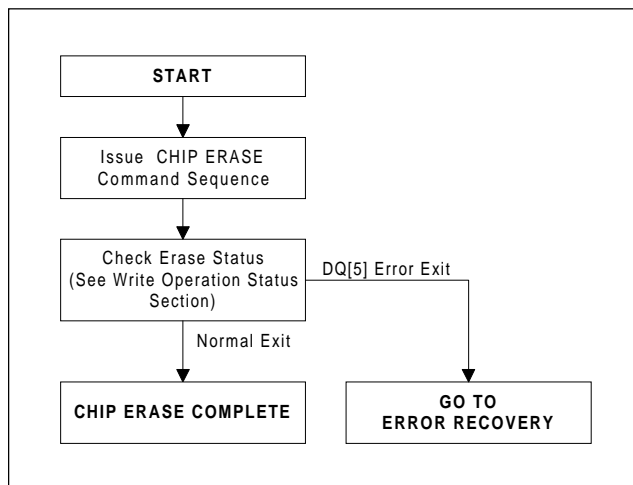 START
Issue CHIP ERASE
Command Sequence
Check Erase Status
(See Write Operation Status
Section)
DQ[5] Error Exit
Normal Exit
CHIP ERASE COMPLETE
GO TO
ERROR RECOVERY